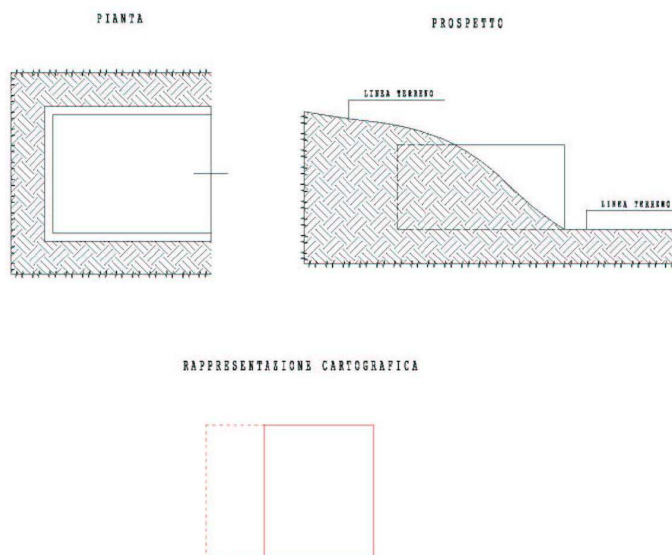 PIANTA
PROSPETTO
LINEA TERRENO
LINEA TERRENO
RAPPRESENTAZIONE CARTOGRAFICA